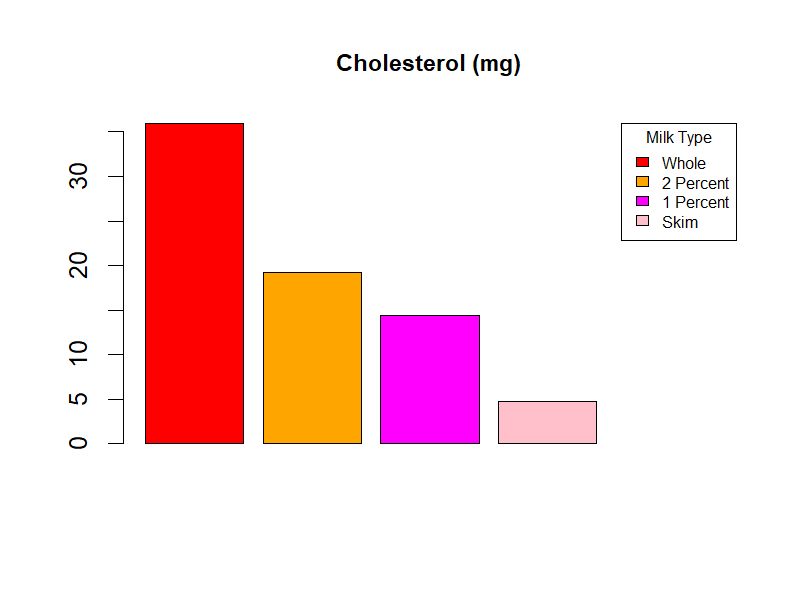 Cholesterol (mg)
Milk Type
Whole
2 Percent
1 Percent
Skim
30
20
10
5
0